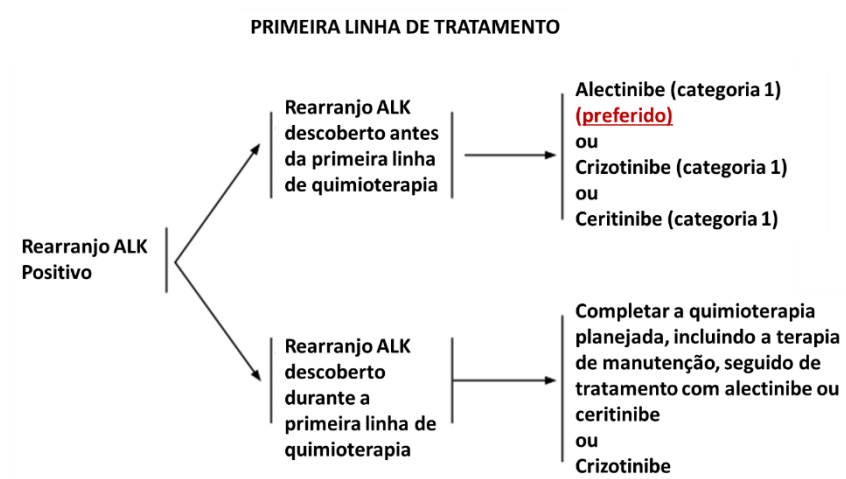 PRIMEIRA LINHA DE TRATAMENTO
Rearranjo ALK
Positivo
Rearranjo ALK
descoberto antes
da primeira linha
de quimioterapia
Alectinibe (categoria 1)
(preferido)
ou
Crizotinibe (categoria 1)
ou
Ceritinibe (categoria 1)
Rearranjo ALK
descoberto
durante a
primeira linha de
quimioterapia
Completar a quimioterapia
planejada, incluindo a terapia
de manutenção, seguido de
tratamento com alectinibe ou
ceritinibe
ou
Crizotinibe